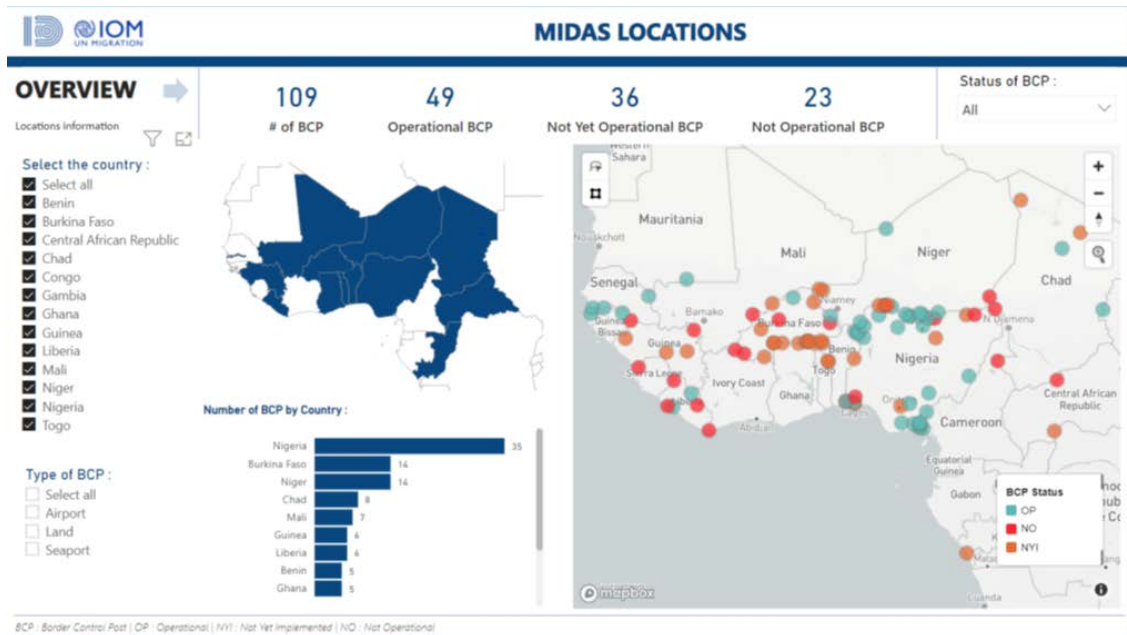 IOM
UN MIGRATION
MIDAS LOCATIONS
OVERVIEW
Locations information
109
# of BCP
49
Operational BCP
36
Not Yet Operational BCP
23
Not Operational BCP
Status of BCP :
All
Select the country :
Select all
Benin
Burkina Faso
Central African Republic
Chad
Congo
Gambia
Ghana
Guinea
Liberia
Mali
Niger
Nigeria
Togo
Type of BCP :
Select all
Airport
Land
Seaport
Number of BCP by Country :
Nigeria 35
Burkina Faso 14
Niger 14
Chad 8
Mali 7
Guinea 6
Liberia 6
Benin 5
Ghana 5
Western
Sahara
Mauritania
Mali
Niger
Chad
Senegal
Bamako
Niamey
N'Djamena
Guinea
Bissau
Burkina Faso
Guinea
Benin
Nigeria
Sierra Leone
Togo
Ivory Coast
Ghana
Central African
Republic
Lagos
Abidjan
Cameroon
Equatorial
Guinea
Gabon
Luanda
BCP Status
OP
NO
NYI
mapbox
BCP : Border Control Post | OP : Operational | NYI : Not Yet Implemented | NO : Not Operational